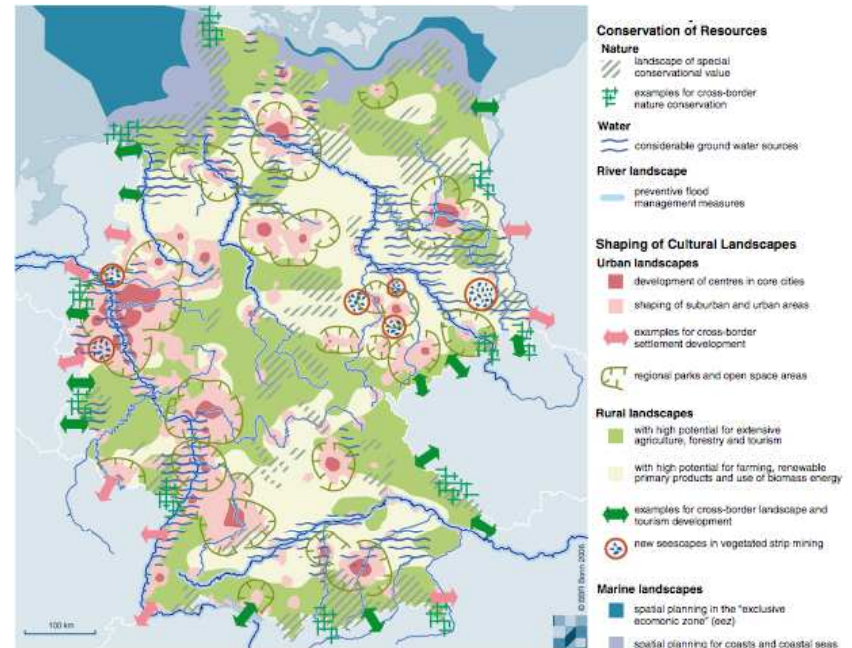 Conservation of Resources
Nature
landscape of special
conservational value
examples for cross-border
nature conservation
Water
considerable ground water sources
River landscape
preventive flood
management measures
Shaping of Cultural Landscapes
Urban landscapes
development of centres in core cities
shaping of suburban and urban areas
examples for cross-border
settlement development
regional parks and open space areas
Rural landscapes
with high potential for extensive
agriculture, forestry and tourism
with high potential for farming, renewable
primary products and use of biomass energy
examples for cross-border landscape and
tourism development
new seescapes in vegetated strip mining
Marine landscapes
spatial planning in the "exclusive
ecomenic zone" (eez)
spatial planning for coasts and coastal seas
100 km
© BBR Bonn 2006